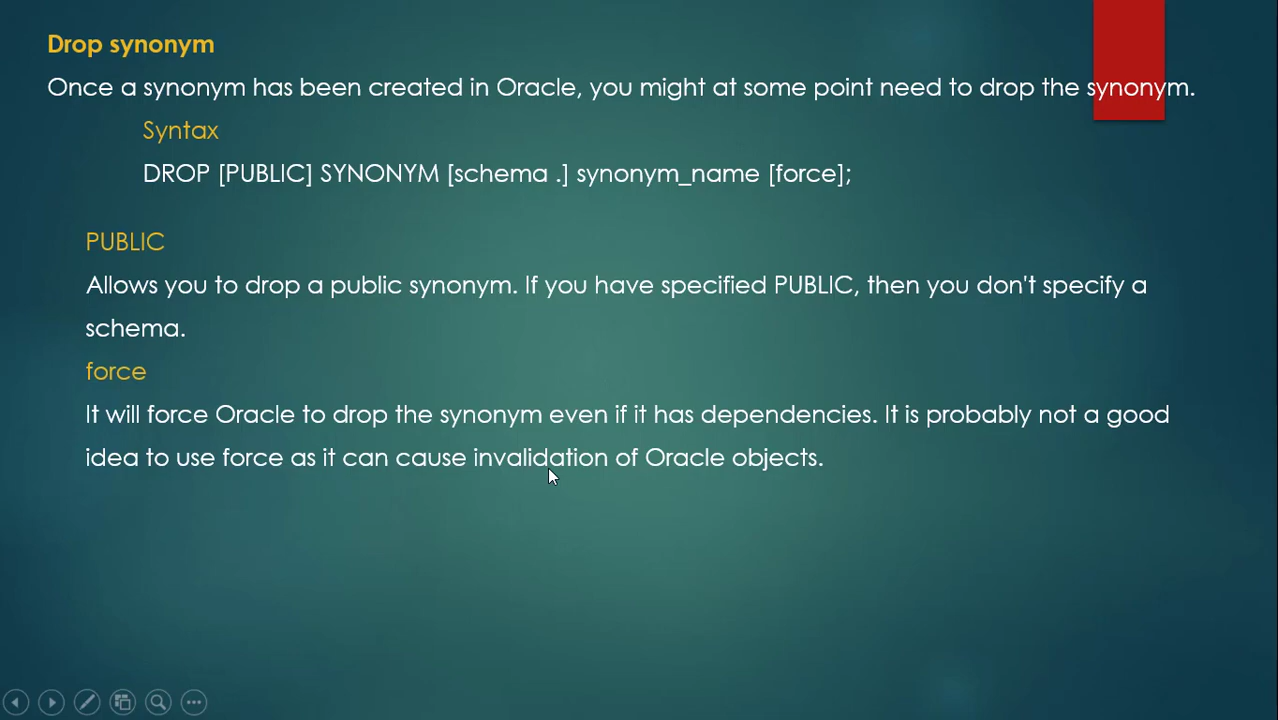 Drop synonym
Once a synonym has been created in Oracle, you might at some point need to drop the synonym.
Syntax
DROP [PUBLIC] SYNONYM [schema .] synonym_name [force];
PUBLIC
Allows you to drop a public synonym. If you have specified PUBLIC, then you don't specify a
schema.
force
It will force Oracle to drop the synonym even if it has dependencies. It is probably not a good
idea to use force as it can cause invalidation of Oracle objects.